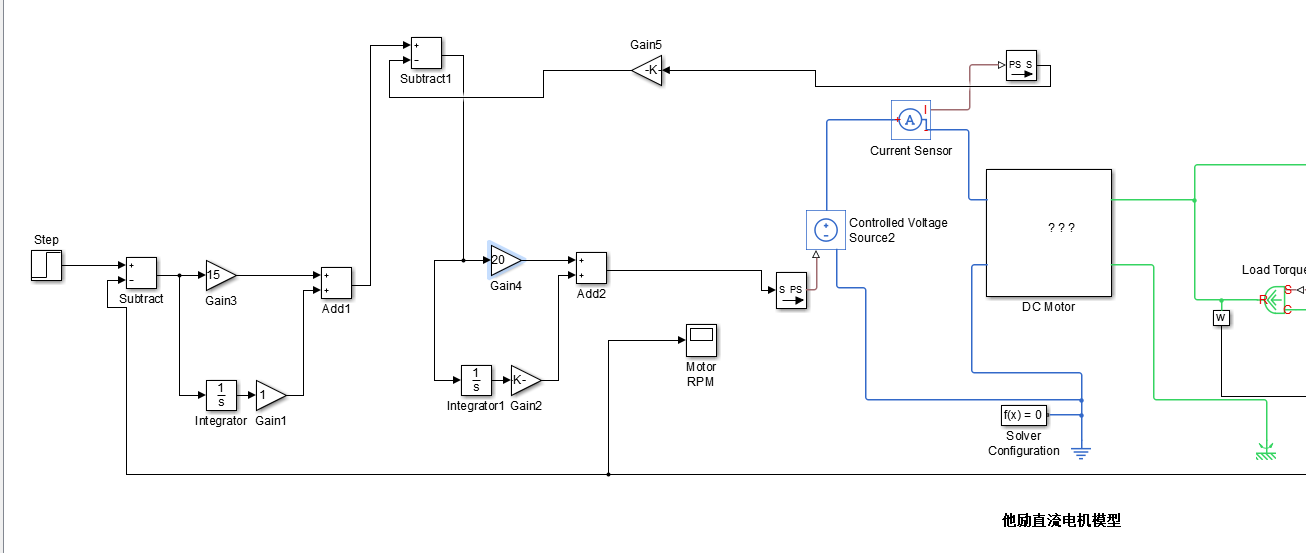 Gain5
-K-
PS S
Subtract1
A
I
Current Sensor
Controlled Voltage
Source2
? ? ?
DC Motor
Step
Subtract
15
Gain3
Add1
20
Gain4
Add2
S PS
Load Torque
S
R
C
W
Motor
RPM
1
s
Integrator
1
Gain1
1
s
Integrator1
K-
Gain2
f(x) = 0
Solver
Configuration
他励直流电机模型